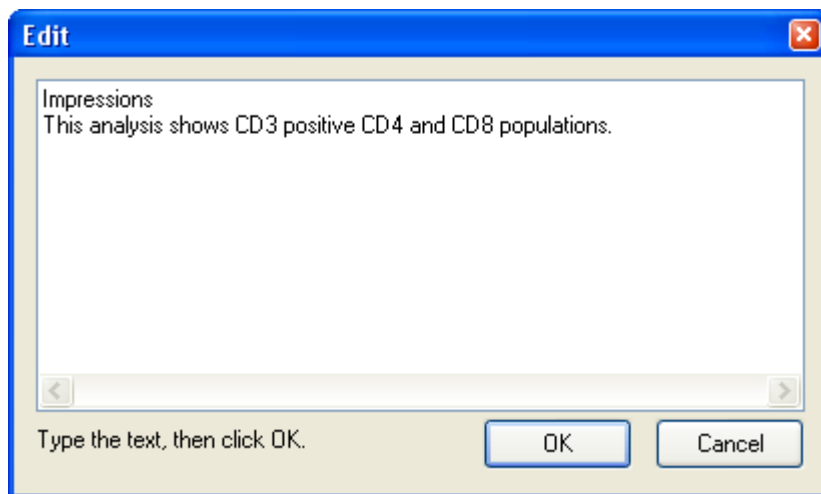 Edit
Impressions
This analysis shows CD3 positive CD4 and CD8 populations.
Type the text, then click OK.
OK
Cancel